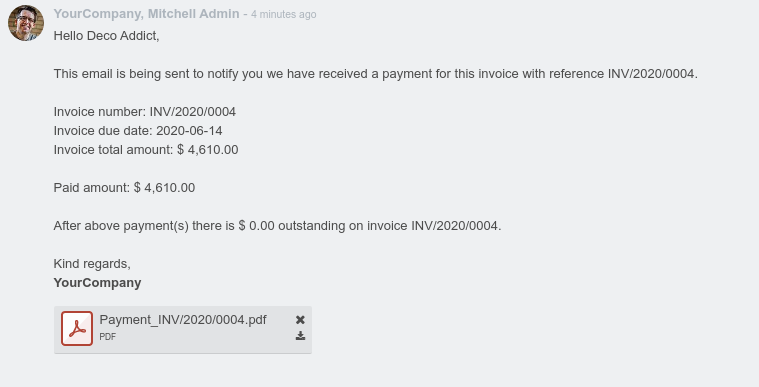 YourCompany, Mitchell Admin - 4 minutes ago
Hello Deco Addict,
This email is being sent to notify you we have received a payment for this invoice with reference INV/2020/0004.
Invoice number: INV/2020/0004
Invoice due date: 2020-06-14
Invoice total amount: $ 4,610.00
Paid amount: $ 4,610.00
After above payment(s) there is $ 0.00 outstanding on invoice INV/2020/0004.
Kind regards,
YourCompany
Payment_INV/2020/0004.pdf
PDF